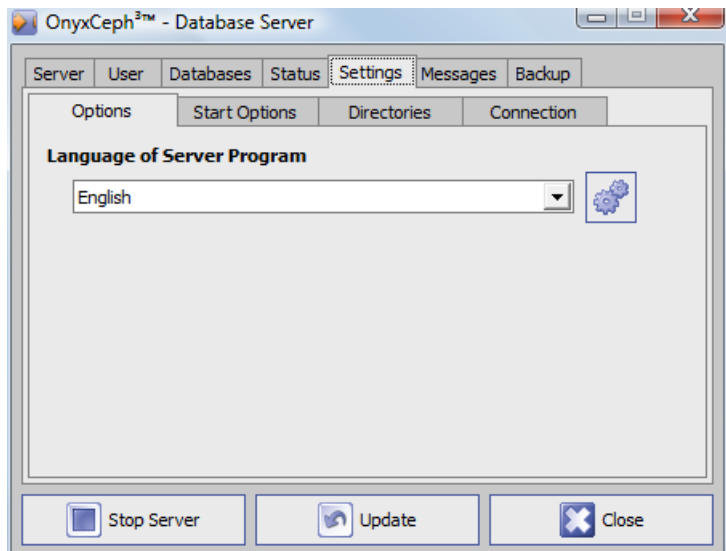 OnyxCeph³™ - Database Server
Server User Databases Status Settings Messages Backup
Options Start Options Directories Connection
Language of Server Program
English
Stop Server Update Close